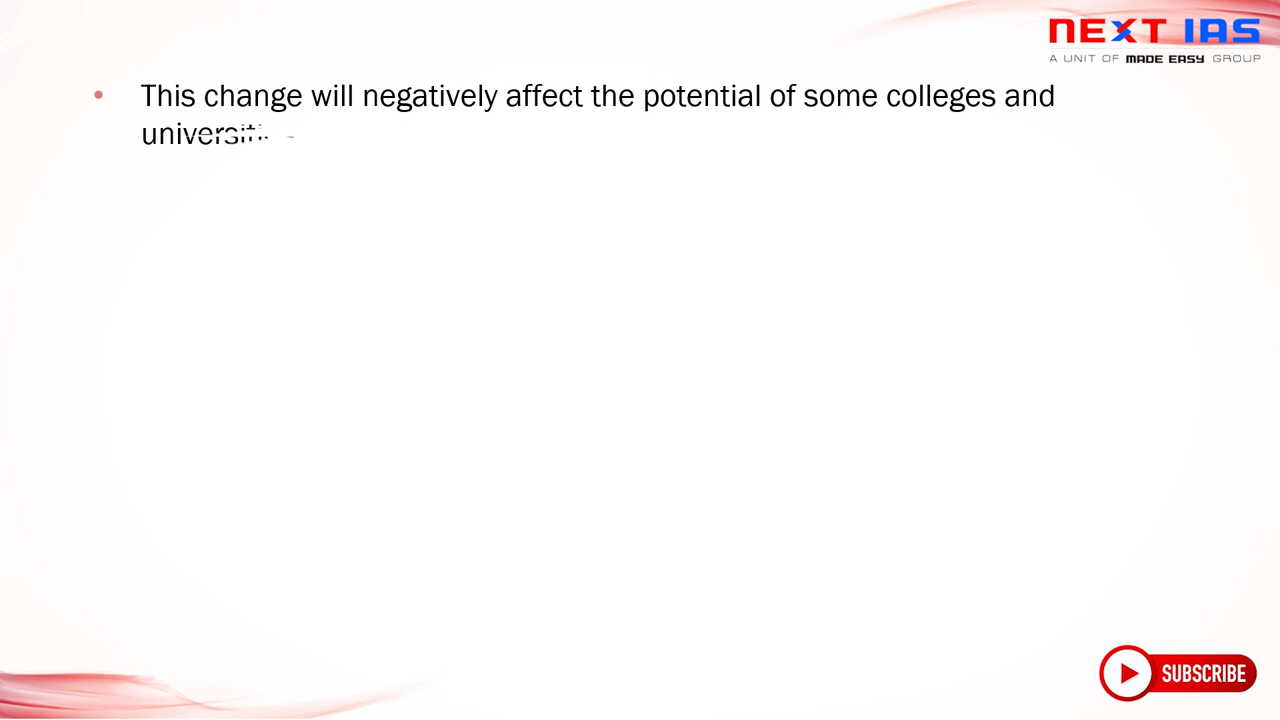 NEXT IAS
A UNIT OF MADE EASY GROUP
• This change will negatively affect the potential of some colleges and
SUBSCRIBE